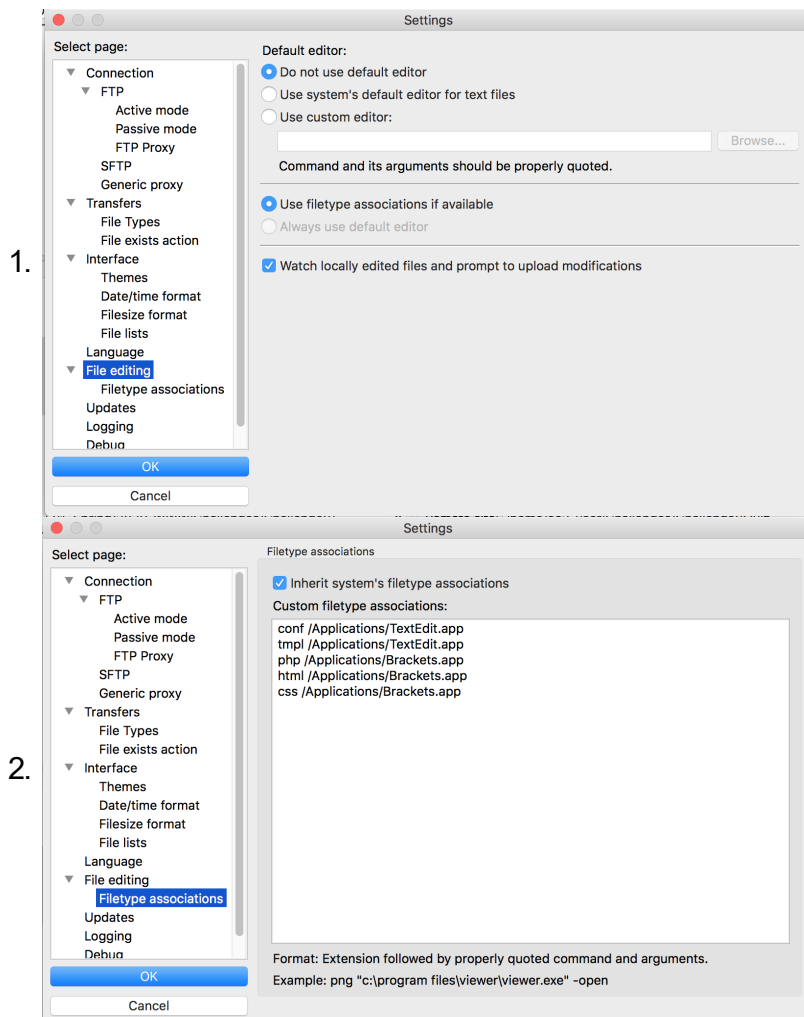 1.
Settings
Select page:
Connection
FTP
Active mode
Passive mode
FTP Proxy
SFTP
Generic proxy
Transfers
File Types
File exists action
Interface
Themes
Date/time format
Filesize format
File lists
Language
File editing
Filetype associations
Updates
Logging
Debug
OK
Cancel
Default editor:
Do not use default editor
Use system's default editor for text files
Use custom editor:
Browse...
Command and its arguments should be properly quoted.
Use filetype associations if available
Always use default editor
Watch locally edited files and prompt to upload modifications
2.
Settings
Select page:
Connection
FTP
Active mode
Passive mode
FTP Proxy
SFTP
Generic proxy
Transfers
File Types
File exists action
Interface
Themes
Date/time format
Filesize format
File lists
Language
File editing
Filetype associations
Updates
Logging
Debug
OK
Cancel
Filetype associations
Inherit system's filetype associations
Custom filetype associations:
conf /Applications/TextEdit.app
tmpl /Applications/TextEdit.app
php /Applications/Brackets.app
html /Applications/Brackets.app
css /Applications/Brackets.app
Format: Extension followed by properly quoted command and arguments.
Example: png "c:\program files\viewer\viewer.exe" -open